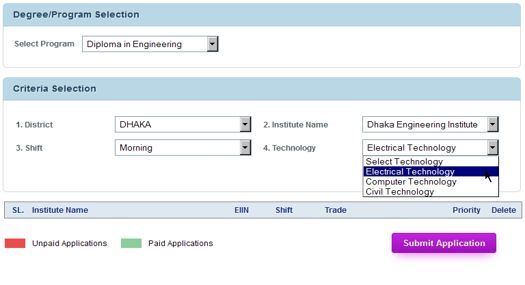 Degree/Program Selection
Select Program Diploma in Engineering
Criteria Selection
1. District DHAKA 2. Institute Name Dhaka Engineering Institute
3. Shift Morning 4. Technology Electrical Technology
Select Technology
Electrical Technology
Computer Technology
Civil Technology
SL. Institute Name EIIN Shift Trade Priority Delete
Unpaid Applications Paid Applications Submit Application